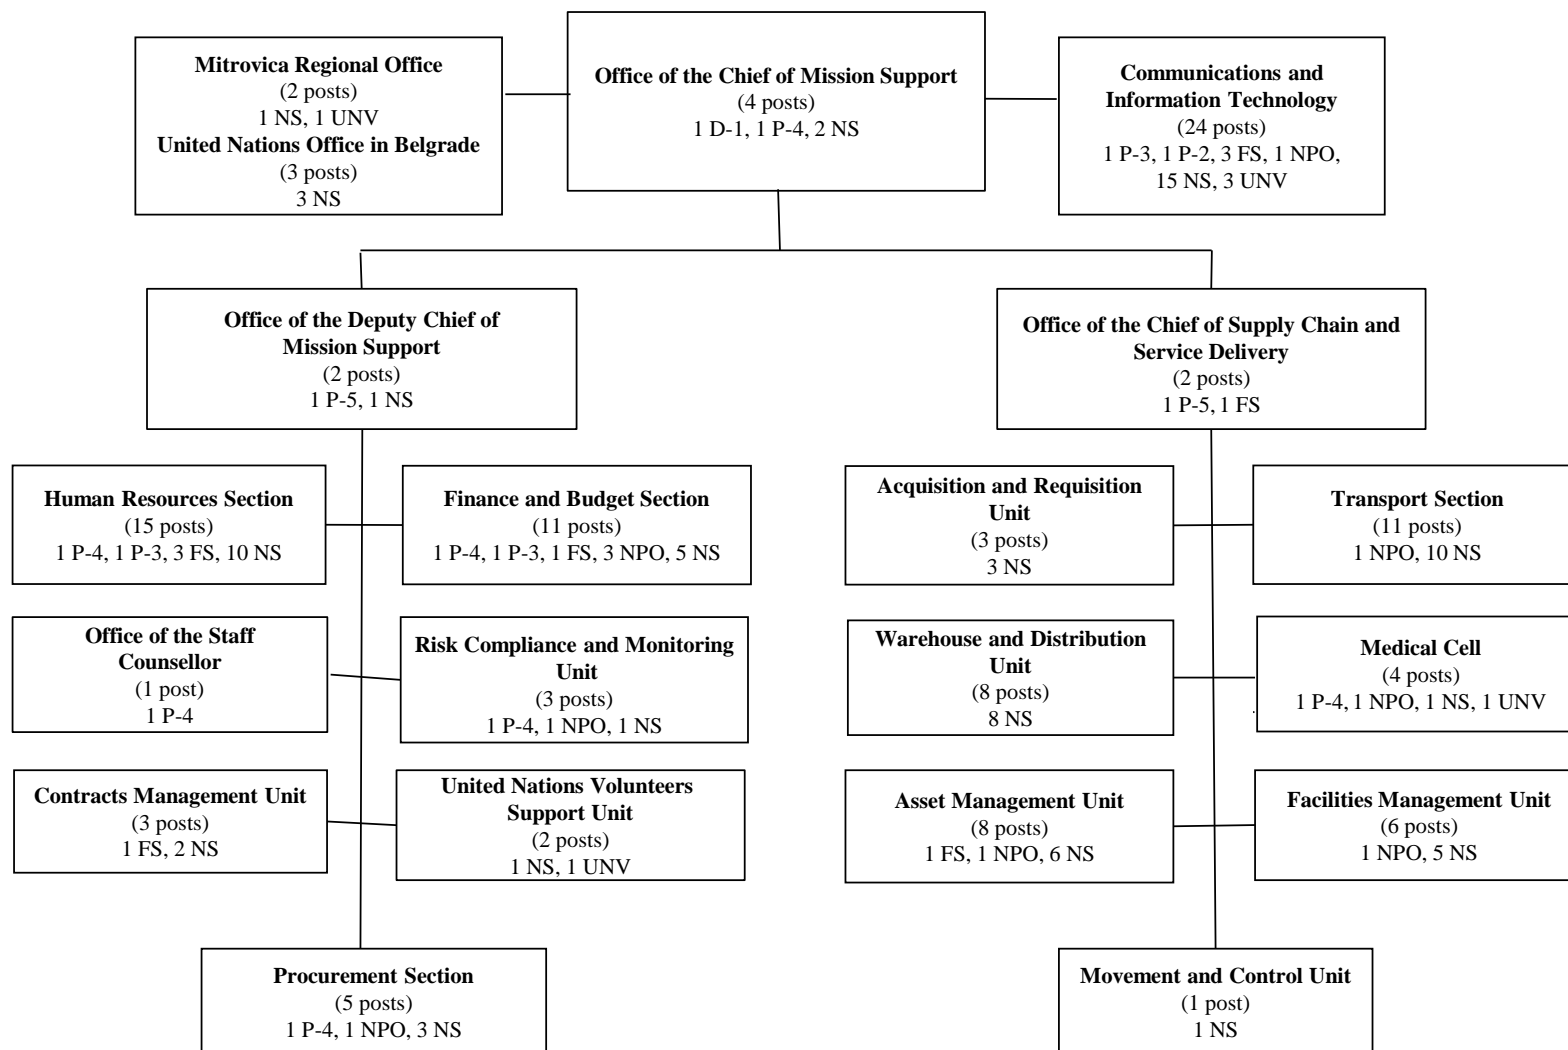 Mitrovica Regional Office
(2 posts)
1 NS, 1 UNV
United Nations Office in Belgrade
(3 posts)
3 NS
Office of the Chief of Mission Support
(4 posts)
1 D-1, 1 P-4, 2 NS
Communications and
Information Technology
(24 posts)
1 P-3, 1 P-2, 3 FS, 1 NPO,
15 NS, 3 UNV
Office of the Deputy Chief of
Mission Support
(2 posts)
1 P-5, 1 NS
Office of the Chief of Supply Chain and
Service Delivery
(2 posts)
1 P-5, 1 FS
Human Resources Section
(15 posts)
1 P-4, 1 P-3, 3 FS, 10 NS
Finance and Budget Section
(11 posts)
1 P-4, 1 P-3, 1 FS, 3 NPO, 5 NS
Acquisition and Requisition
Unit
(3 posts)
3 NS
Transport Section
(11 posts)
1 NPO, 10 NS
Office of the Staff
Counsellor
(1 post)
1 P-4
Risk Compliance and Monitoring
Unit
(3 posts)
1 P-4, 1 NPO, 1 NS
Warehouse and Distribution
Unit
(8 posts)
8 NS
Medical Cell
(4 posts)
1 P-4, 1 NPO, 1 NS, 1 UNV
Contracts Management Unit
(3 posts)
1 FS, 2 NS
United Nations Volunteers
Support Unit
(2 posts)
1 NS, 1 UNV
Asset Management Unit
(8 posts)
1 FS, 1 NPO, 6 NS
Facilities Management Unit
(6 posts)
1 NPO, 5 NS
Procurement Section
(5 posts)
1 P-4, 1 NPO, 3 NS
Movement and Control Unit
(1 post)
1 NS